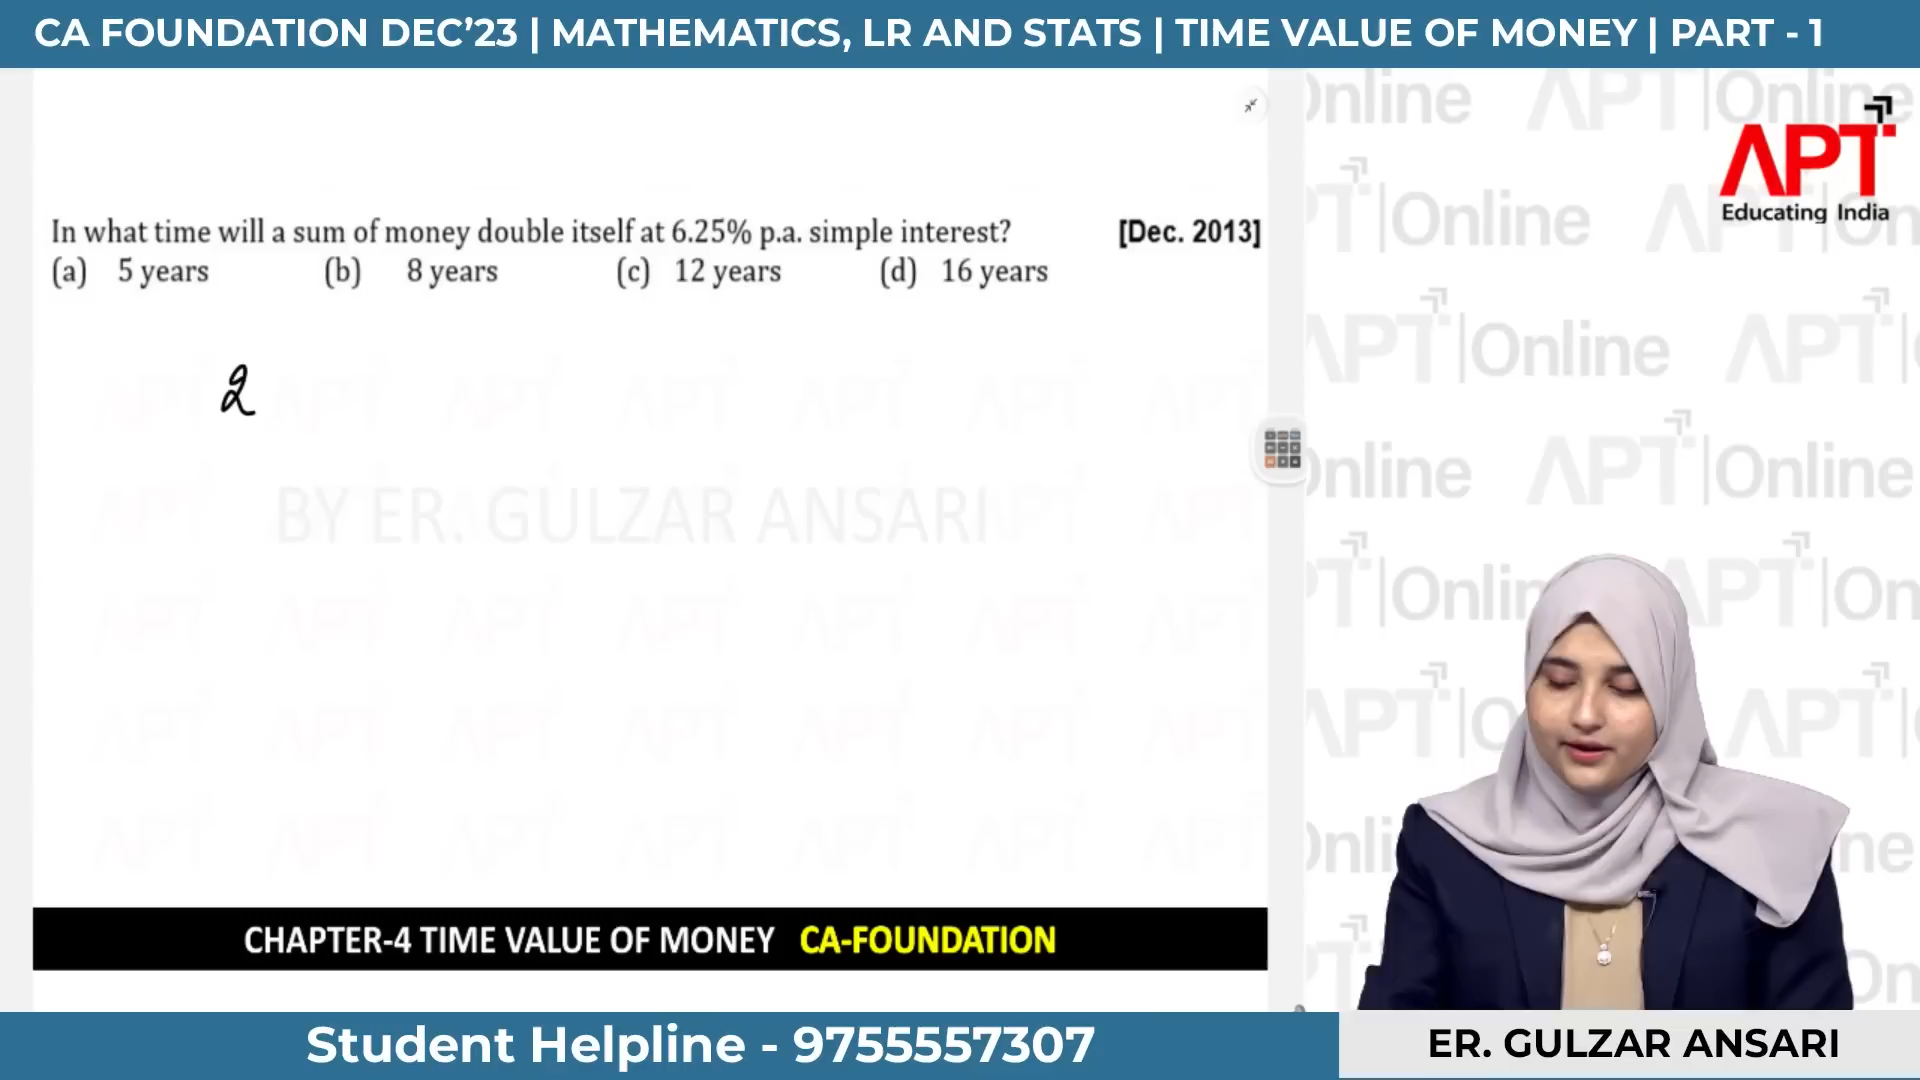 CA FOUNDATION DEC’23 | MATHEMATICS, LR AND STATS | TIME VALUE OF MONEY | PART - 1
APT
Educating India
In what time will a sum of money double itself at 6.25% p.a. simple interest? [Dec. 2013]
(a) 5 years (b) 8 years (c) 12 years (d) 16 years
2
BY ER. GULZAR ANSARI
APT|Online
CHAPTER-4 TIME VALUE OF MONEY CA-FOUNDATION
Student Helpline - 9755557307
ER. GULZAR ANSARI